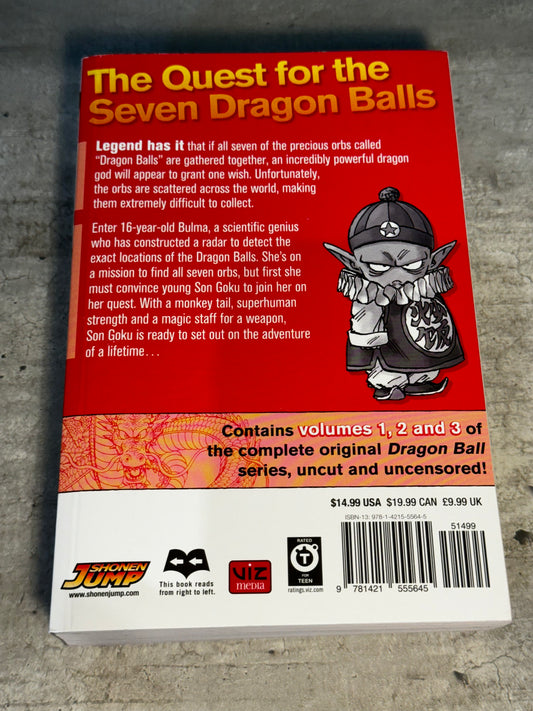 The Quest for the
Seven Dragon Balls
Legend has it that if all seven of the precious orbs called
"Dragon Balls" are gathered together, an incredibly powerful dragon
god will appear to grant one wish. Unfortunately,
the orbs are scattered across the world, making
them extremely difficult to collect.
Enter 16-year-old Bulma, a scientific genius
who has constructed a radar to detect the
exact locations of the Dragon Balls. She's on
a mission to find all seven orbs, but first she
must convince young Son Goku to join her on
her quest. With a monkey tail, superhuman
strength and a magic staff for a weapon,
Son Goku is ready to set out on the adventure
of a lifetime...
Contains volumes 1, 2 and 3 of
the complete original Dragon Ball
series, uncut and uncensored!
$14.99 USA $19.99 CAN £9.99 UK
ISBN-13: 978-1-4215-5564-5
51499
SHONEN
JUMP
www.shonenjump.com
This book reads
from right to left.
VIZ
media
RATED
T
FOR
TEEN
ratings.viz.com
9 781421 555645